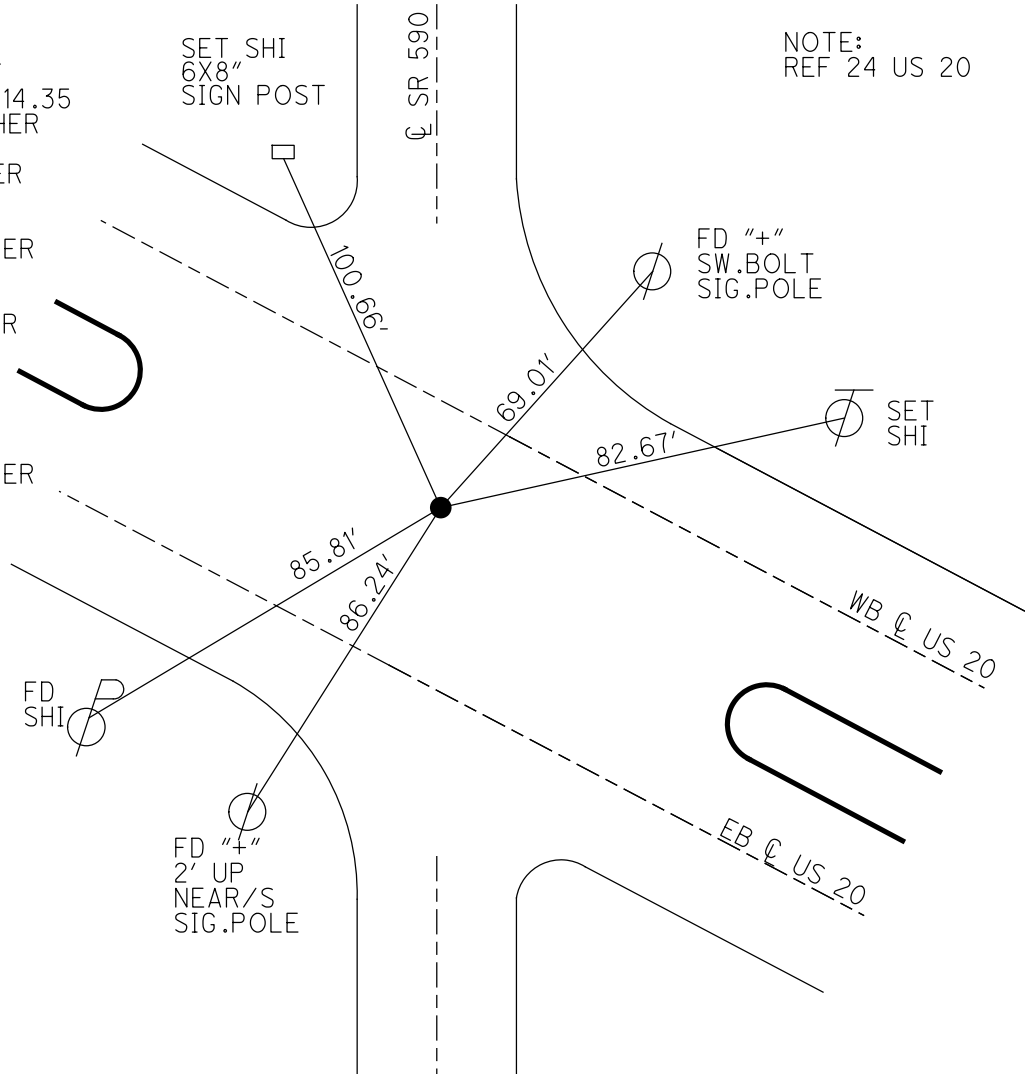 SET SHI
6X8"
SIGN POST
℄ SR 590
NOTE:
REF 24 US 20
14.35
HER
ER
ER
R
ER
100.66'
FD "+"
SW.BOLT
SIG.POLE
69.01'
82.67'
SET
SHI
85.81'
86.24'
WB ℄ US 20
FD
SHI
EB ℄ US 20
FD "+"
2' UP
NEAR/S
SIG.POLE